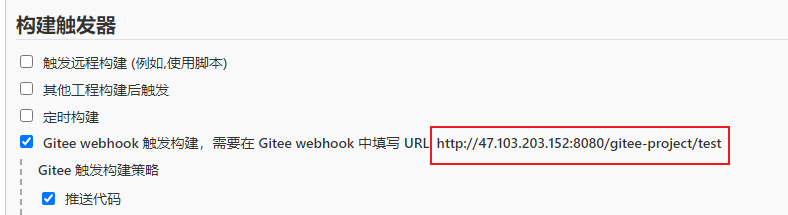 构建触发器
触发远程构建 (例如,使用脚本)
其他工程构建后触发
定时构建
Gitee webhook 触发构建，需要在 Gitee webhook 中填写 URL: http://47.103.203.152:8080/gitee-project/test
Gitee 触发构建策略
推送代码